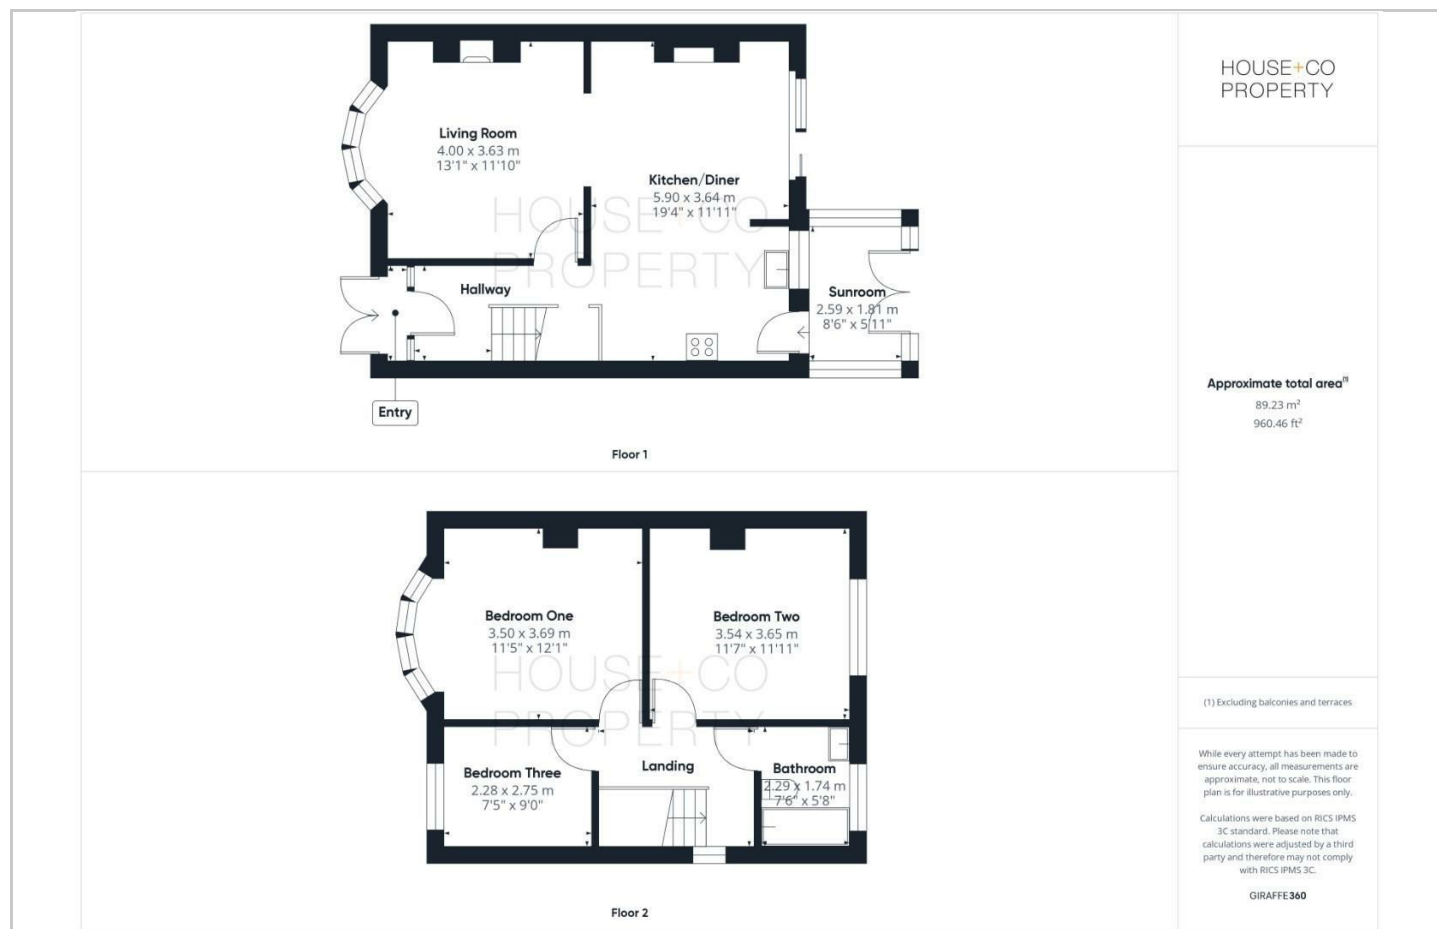 HOUSE+CO
PROPERTY
Living Room
4.00 x 3.63 m
13'1" x 11'10"
Kitchen/Diner
5.90 x 3.64 m
19'4" x 11'11"
HOUSE+CO
PROPERTY
Hallway
Sunroom
2.59 x 1.81 m
8'6" x 5'11"
Entry
Floor 1
Approximate total area(1)
89.23 m²
960.46 ft²
Bedroom One
3.50 x 3.69 m
11'5" x 12'1"
Bedroom Two
3.54 x 3.65 m
11'7" x 11'11"
HOUSE+CO
PROPERTY
Bedroom Three
2.28 x 2.75 m
7'5" x 9'0"
Landing
Bathroom
2.29 x 1.74 m
7'6" x 5'8"
Floor 2
(1) Excluding balconies and terraces
While every attempt has been made to
ensure accuracy, all measurements are
approximate, not to scale. This floor
plan is for illustrative purposes only.
Calculations were based on RICS IPMS
3C standard. Please note that
calculations were adjusted by a third
party and therefore may not comply
with RICS IPMS 3C.
GIRAFFE360